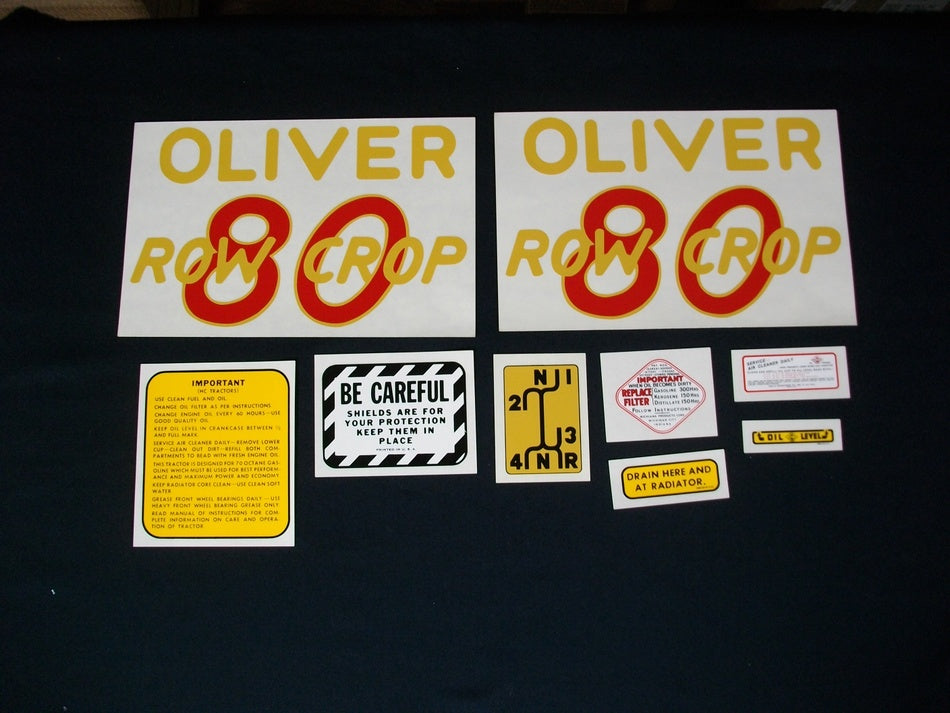 OLIVER
80
ROW CROP
OLIVER
80
ROW CROP
IMPORTANT
(HC TRACTORS)
USE CLEAN FUEL AND OIL.
CHANGE OIL FILTER AS PER INSTRUCTIONS
CHANGE ENGINE OIL EVERY 60 HOURS—USE
GOOD QUALITY OIL.
KEEP OIL LEVEL IN CRANKCASE BETWEEN ½
AND FULL MARK.
SERVICE AIR CLEANER DAILY—REMOVE LOWER
CUP—CLEAN OUT DIRT—REFILL BOTH COM-
PARTMENTS TO BEAD WITH FRESH ENGINE OIL.
THIS TRACTOR IS DESIGNED FOR 70 OCTANE GAS-
OLINE WHICH MUST BE USED FOR BEST PERFORM-
ANCE AND MAXIMUM POWER AND ECONOMY.
KEEP RADIATOR CORE CLEAN—USE CLEAN SOFT
WATER
GREASE FRONT WHEEL BEARINGS DAILY—USE
HEAVY FRONT WHEEL BEARING GREASE ONLY
READ MANUAL OF INSTRUCTIONS FOR COM-
PLETE INFORMATION ON CARE AND OPERA-
TION OF TRACTOR.
BE CAREFUL
SHIELDS ARE FOR
YOUR PROTECTION
KEEP THEM IN
PLACE
PRINTED IN U.S.A.
N 1
2
3
4 N R
IMPORTANT
WHEN OIL BECOMES DIRTY
REPLACE FILTER
GASOLINE 300 HRS.
KEROSENE 150 HRS.
DISTILLATE 150 HRS.
FOLLOW INSTRUCTIONS
MICHIANA PRODUCTS CORP.
MICHIGAN CITY
INDIANA
SERVICE
AIR CLEANER DAILY
OIL LEVEL
DRAIN HERE AND
AT RADIATOR.